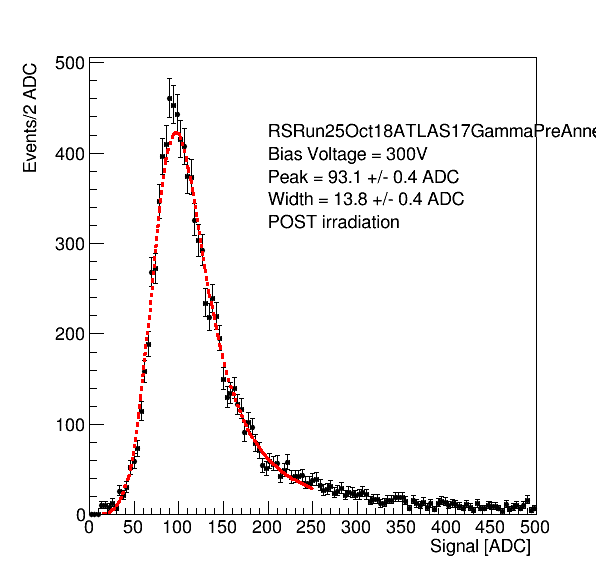 Events/2 ADC
500
400
300
200
100
0
RSRun25Oct18ATLAS17GammaPreAnne
Bias Voltage = 300V
Peak = 93.1 +/- 0.4 ADC
Width = 13.8 +/- 0.4 ADC
POST irradiation
0 50 100 150 200 250 300 350 400 450 500
Signal [ADC]